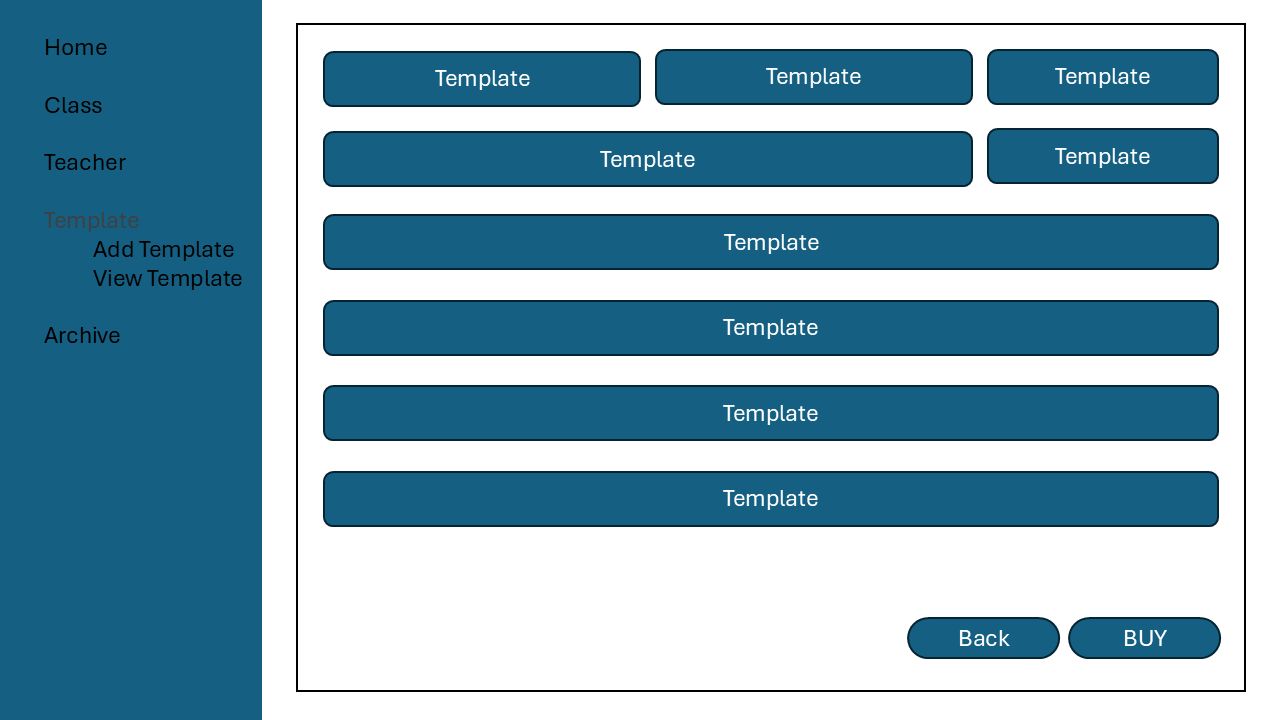 Home
Class
Teacher
Template
Add Template
View Template
Archive
Template
Template
Template
Template
Template
Template
Template
Template
Template
Back
BUY